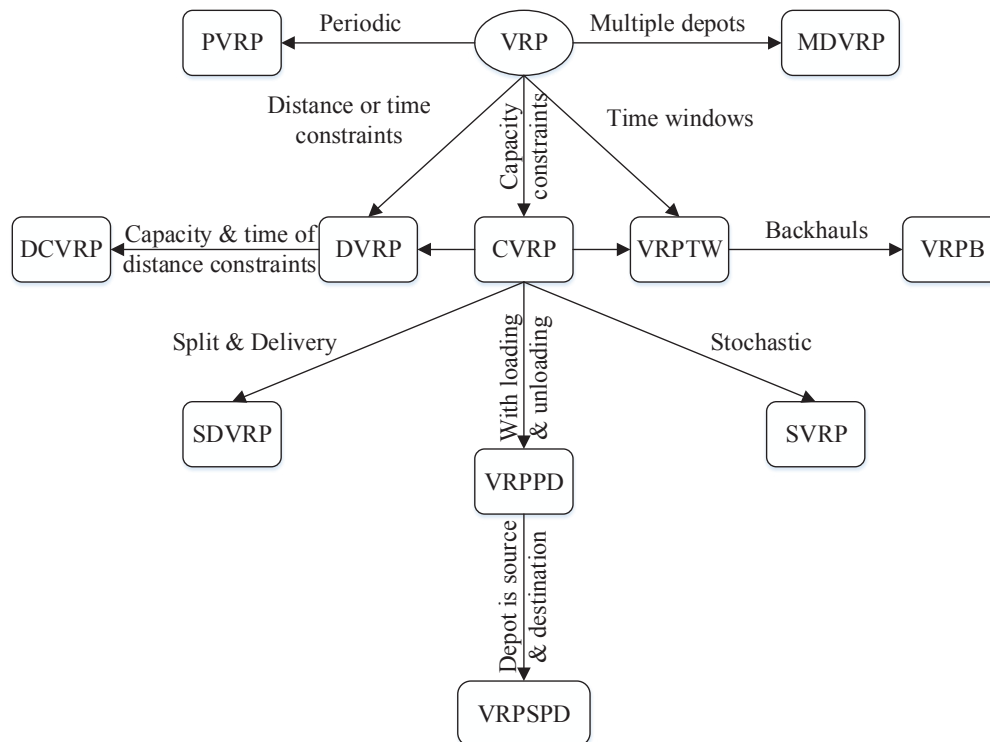 Periodic
Multiple depots
PVRP
VRP
MDVRP
Distance or time
constraints
Capacity
constraints
Time windows
DCVRP
Capacity & time of
distance constraints
DVRP
CVRP
VRPTW
Backhauls
VRPB
Split & Delivery
With loading
& unloading
Stochastic
SDVRP
SVRP
VRPPD
Depot is source
& destination
VRPSPD